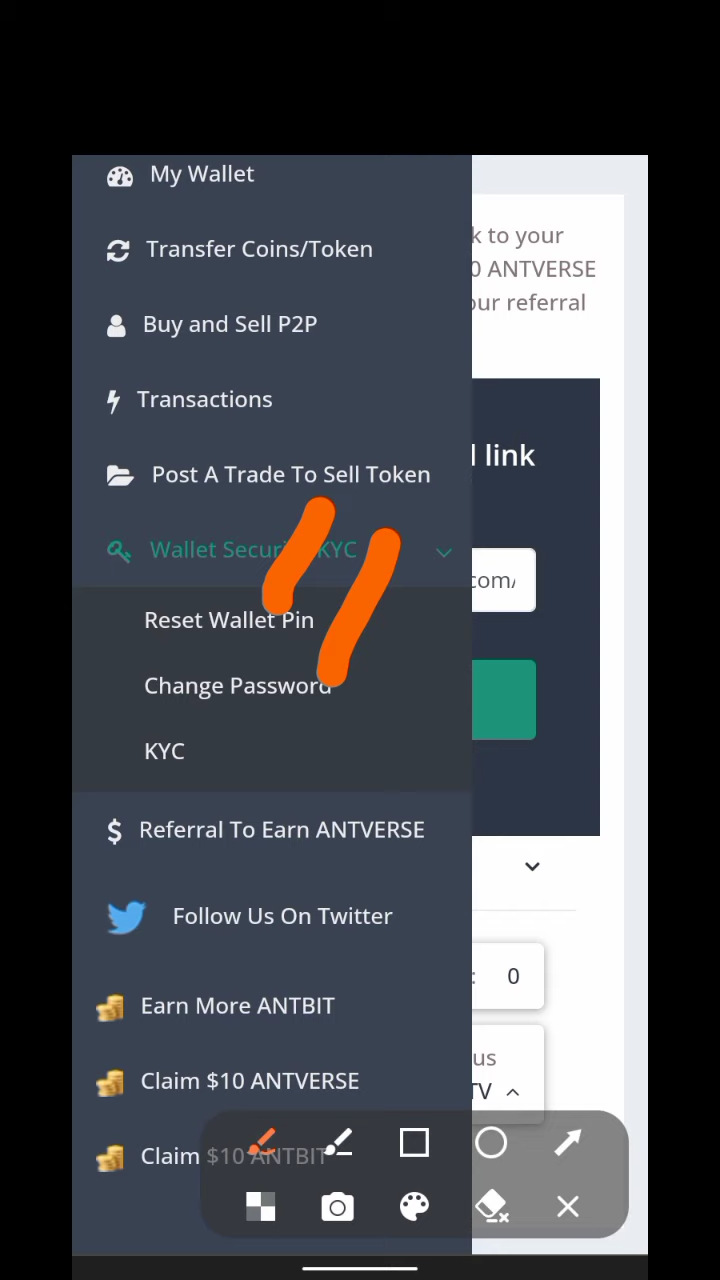 My Wallet
k to your
Transfer Coins/Token
0 ANTVERSE
our referral
Buy and Sell P2P
Transactions
link
Post A Trade To Sell Token
Wallet Securi KYC
com/
Reset Wallet Pin
Change Password
KYC
Referral To Earn ANTVERSE
Follow Us On Twitter
: 0
Earn More ANTBIT
us
Claim $10 ANTVERSE
TV
Claim $10 ANTBIT